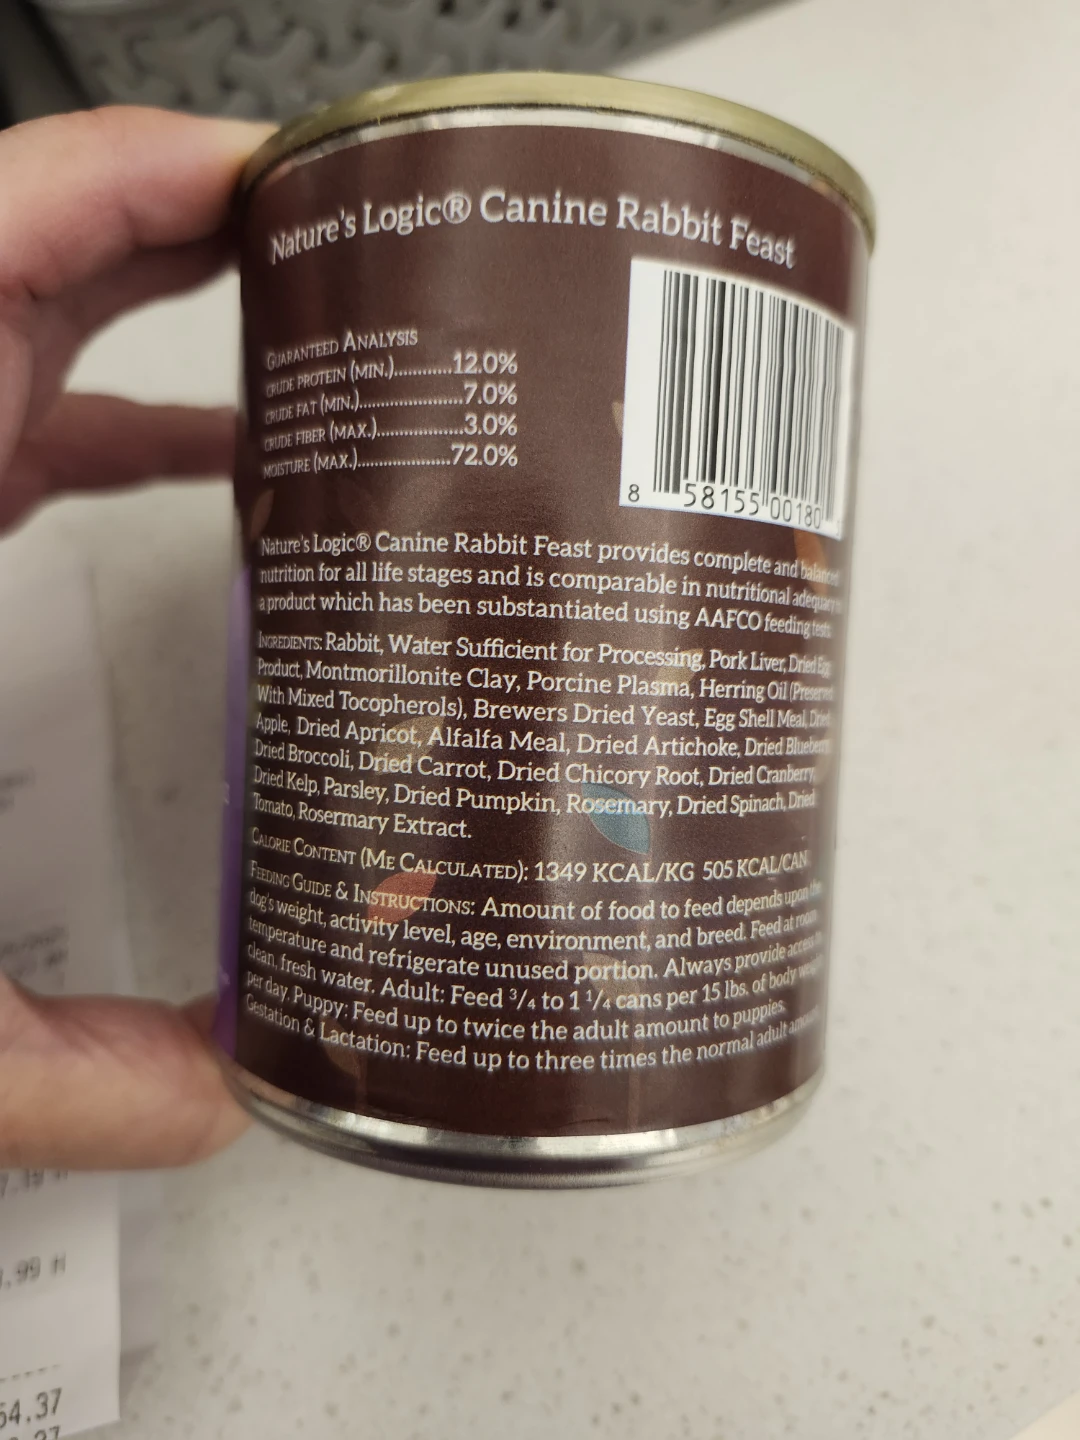 Nature's Logic® Canine Rabbit Feast
GUARANTEED ANALYSIS
CRUDE PROTEIN (MIN.)............12.0%
CRUDE FAT (MIN.)......................7.0%
CRUDE FIBER (MAX.)..................3.0%
MOISTURE (MAX.)....................72.0%
8 58155 00180
Nature's Logic® Canine Rabbit Feast provides complete and balanced
nutrition for all life stages and is comparable in nutritional adequacy
a product which has been substantiated using AAFCO feeding tests.
INGREDIENTS: Rabbit, Water Sufficient for Processing, Pork Liver, Dried Egg
Product, Montmorillonite Clay, Porcine Plasma, Herring Oil (Preserved
With Mixed Tocopherols), Brewers Dried Yeast, Egg Shell Meal, Dried
Apple, Dried Apricot, Alfalfa Meal, Dried Artichoke, Dried Blueberry,
Dried Broccoli, Dried Carrot, Dried Chicory Root, Dried Cranberry,
Dried Kelp, Parsley, Dried Pumpkin, Rosemary, Dried Spinach, Dried
Tomato, Rosermary Extract.
CALORIE CONTENT (ME CALCULATED): 1349 KCAL/KG 505 KCAL/CAN
FEEDING GUIDE & INSTRUCTIONS: Amount of food to feed depends upon the
dog's weight, activity level, age, environment, and breed. Feed at room
temperature and refrigerate unused portion. Always provide access to
clean, fresh water. Adult: Feed 3/4 to 1 1/4 cans per 15 lbs. of body weight
per day. Puppy: Feed up to twice the adult amount to puppies.
Gestation & Lactation: Feed up to three times the normal adult amount.
.99 H
54.37